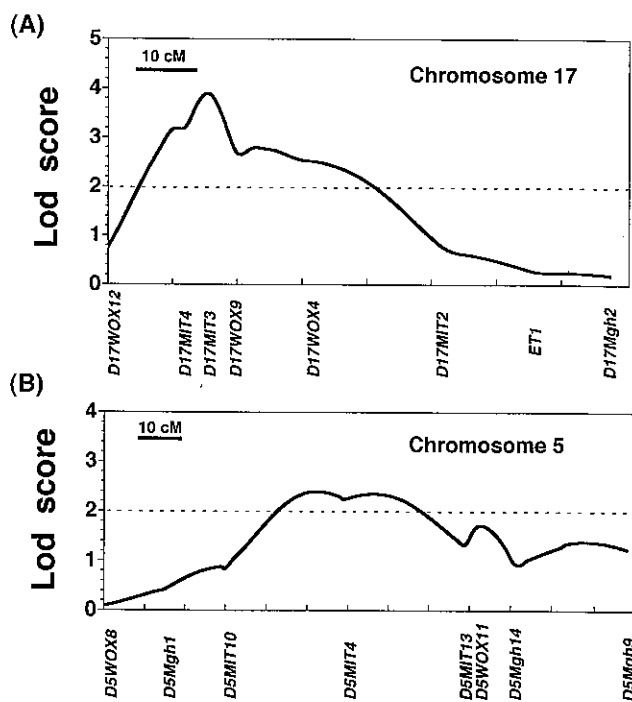 (A)
5
4
3
2
1
0
Lod score
10 cM
Chromosome 17
D17WOX12
D17MIT4
D17MIT3
D17WOX9
D17WOX4
D17MIT2
ET1
D17Mgh2
(B)
4
3
2
1
0
Lod score
10 cM
Chromosome 5
D5WOX8
D5Mgh1
D5MIT10
D5MIT4
D5MIT13
D5WOX11
D5Mgh14
D5Mgh9